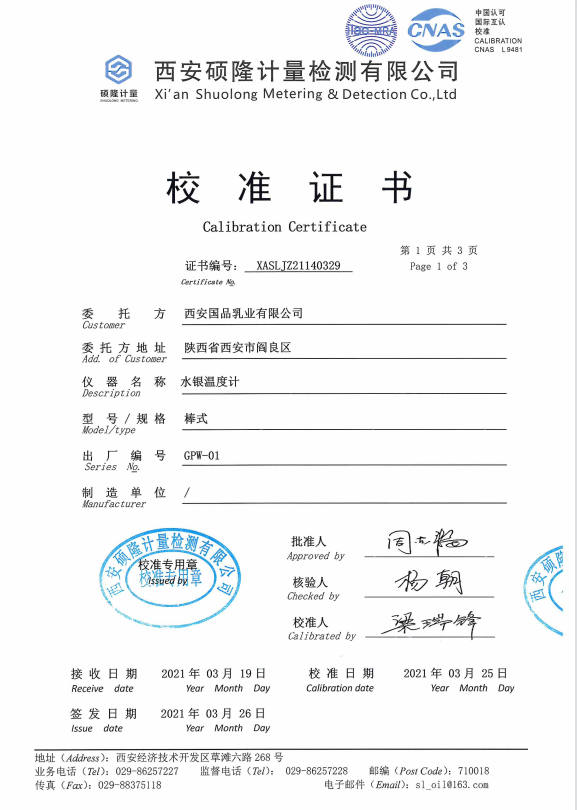 ilac-MRA
CNAS
中国认可
国际互认
校准
CALIBRATION
CNAS L9481
硕隆计量
SHUOLONG METERING
西安硕隆计量检测有限公司
Xi'an Shuolong Metering & Detection Co.,Ltd
校 准 证 书
Calibration Certificate
第 1 页 共 3 页
Page 1 of 3
证书编号: XASLJZ21140329
Certificate No.
委 托 方 西安国品乳业有限公司
Customer
委 托 方 地 址 陕西省西安市阎良区
Add. of Customer
仪 器 名 称 水银温度计
Description
型 号 / 规 格 棒式
Model/type
出 厂 编 号 GPW-01
Series No.
制 造 单 位 /
Manufacturer
西安硕隆计量检测有限公司
校准专用章
校准专用章
Issued by
批准人
Approved by
核验人 杨朝
Checked by
校准人 梁瑞锋
Calibrated by
西安硕
接 收 日 期 2021 年 03 月 19 日 校 准 日 期 2021 年 03 月 25 日
Receive date Year Month Day Calibration date Year Month Day
签 发 日 期 2021 年 03 月 26 日
Issue date Year Month Day
地址 (Address): 西安经济技术开发区草滩六路 268 号
业务电话 (Tel): 029-86257227 监督电话 (Tel): 029-86257228 邮编 (Post Code): 710018
传真 (Fax): 029-88375118 电子邮件 (Email): sl_oil@163.com